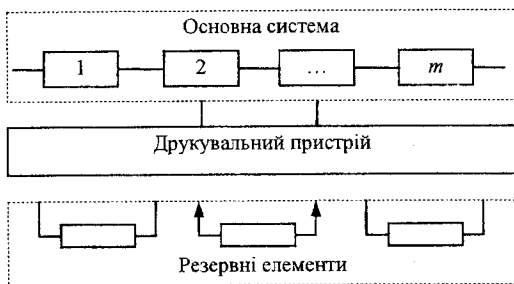 Основна система
1 2 ... m
Друкувальний пристрій
Резервні елементи